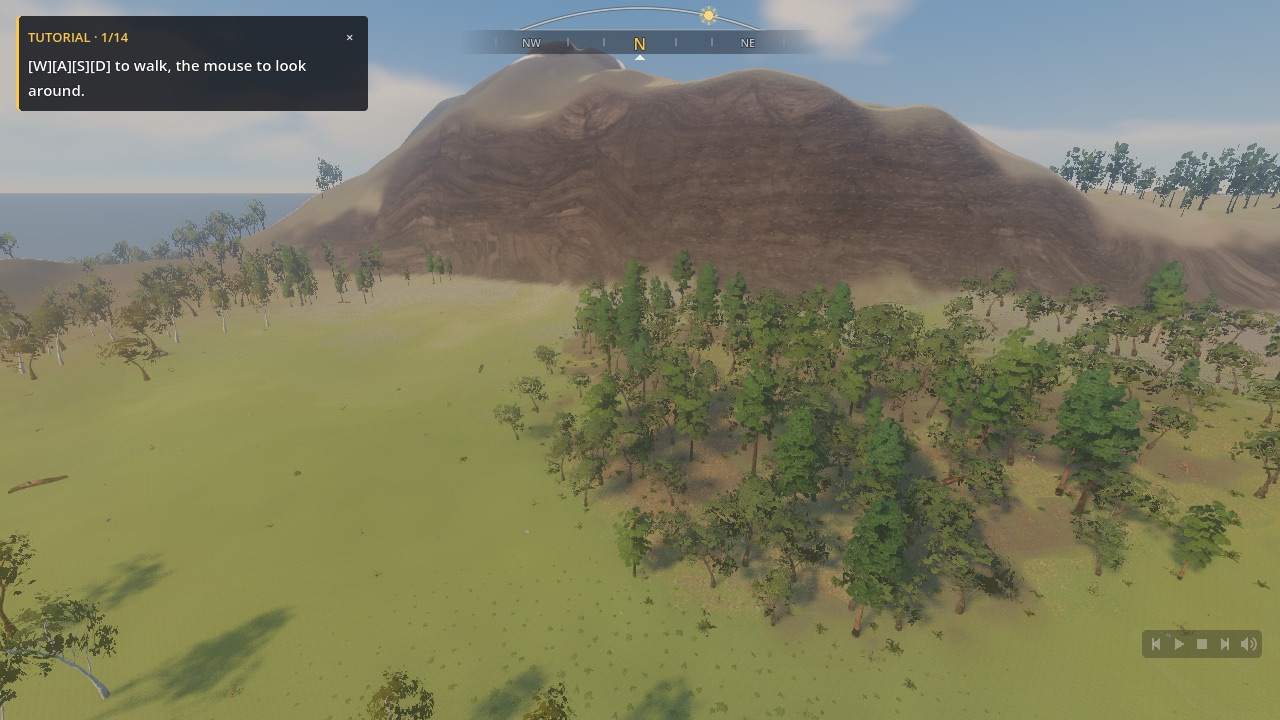 TUTORIAL · 1/14 ×
[W][A][S][D] to walk, the mouse to look
around.
NW N NE